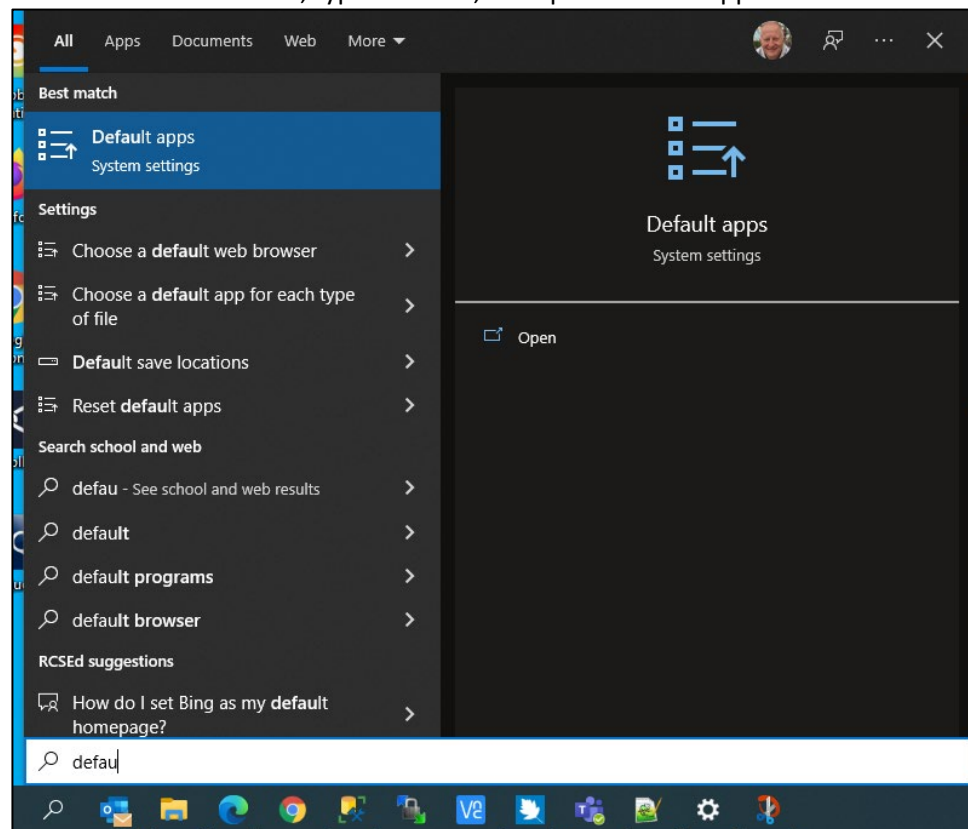 All Apps Documents Web More
Best match
Default apps
System settings
Settings
Choose a default web browser
Choose a default app for each type
of file
Default save locations
Reset default apps
Search school and web
defau - See school and web results
default
default programs
default browser
RCSEd suggestions
How do I set Bing as my default
homepage?
defau
Default apps
System settings
Open